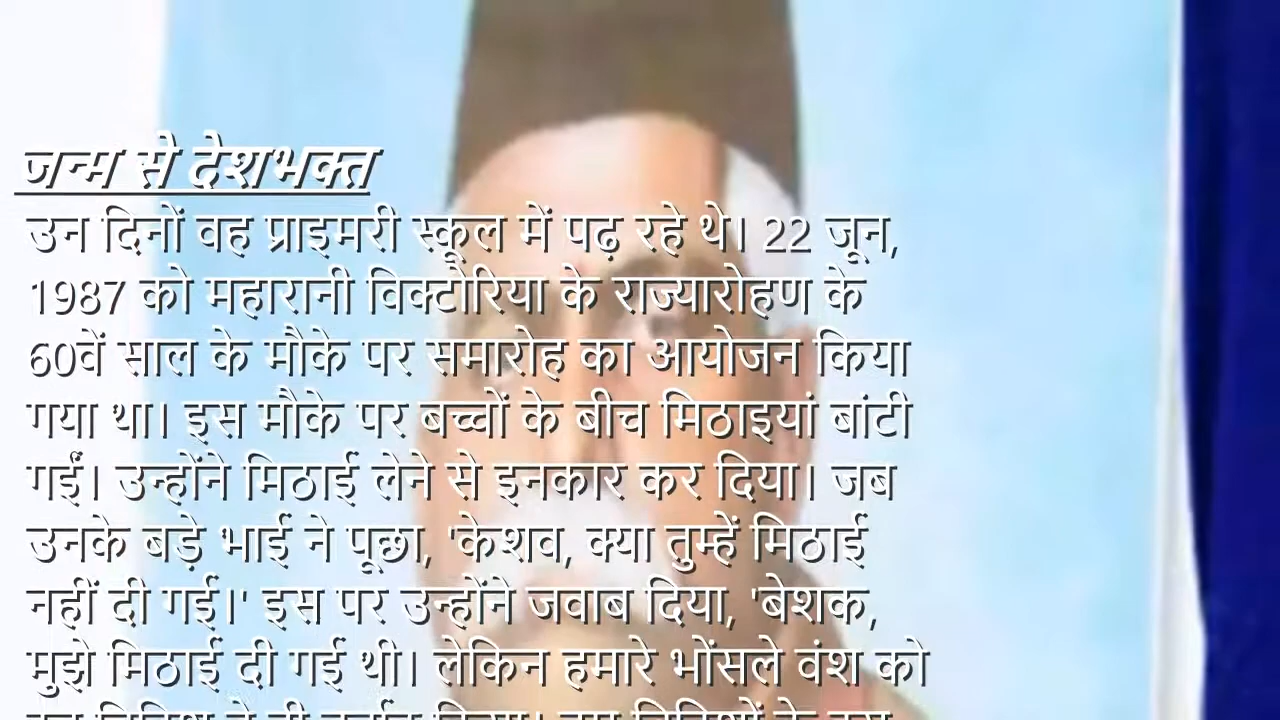 जन्म से देशभक्त
उन दिनों वह प्राइमरी स्कूल में पढ़ रहे थे। 22 जून,
1987 को महारानी विक्टोरिया के राज्यारोहण के
60वें साल के मौके पर समारोह का आयोजन किया
गया था। इस मौके पर बच्चों के बीच मिठाइयां बांटी
गईं। उन्होंने मिठाई लेने से इनकार कर दिया। जब
उनके बड़े भाई ने पूछा, 'केशव, क्या तुम्हें मिठाई
नहीं दी गई।' इस पर उन्होंने जवाब दिया, 'बेशक,
मुझे मिठाई दी गई थी। लेकिन हमारे भोंसले वंश को